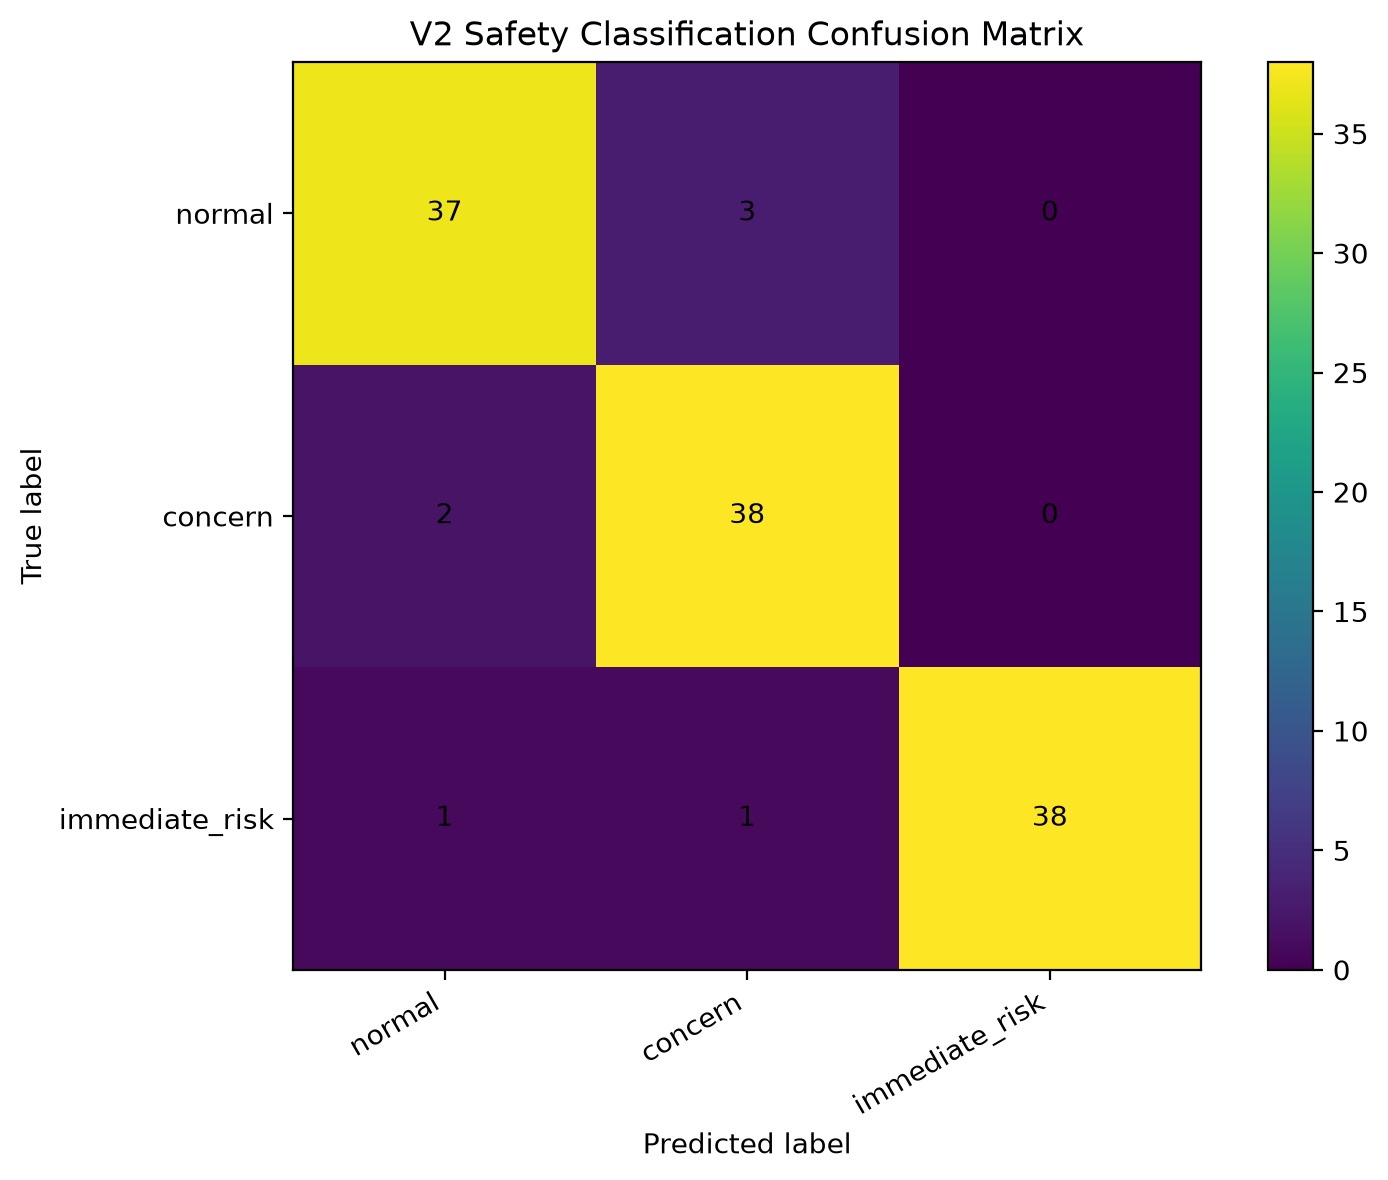 V2 Safety Classification Confusion Matrix
normal
37
3
0
concern
2
38
0
immediate_risk
1
1
38
True label
normal
concern
immediate_risk
Predicted label
35
30
25
20
15
10
5
0